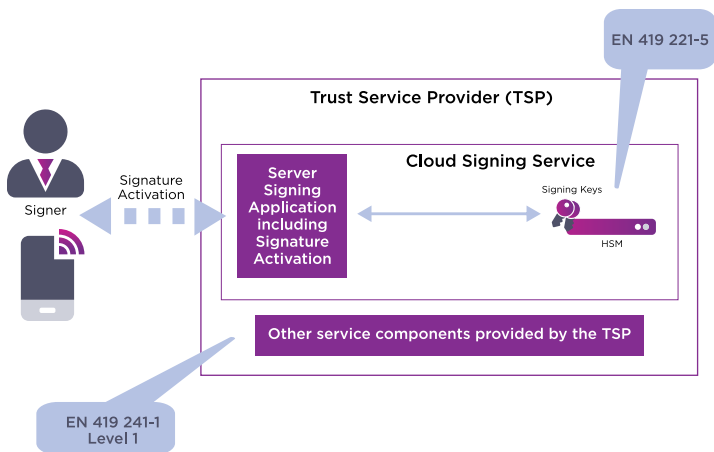 EN 419 221-5
Trust Service Provider (TSP)
Cloud Signing Service
Server
Signing
Application
including
Signature
Activation
Signing Keys
HSM
Signature
Activation
Signer
Other service components provided by the TSP
EN 419 241-1
Level 1